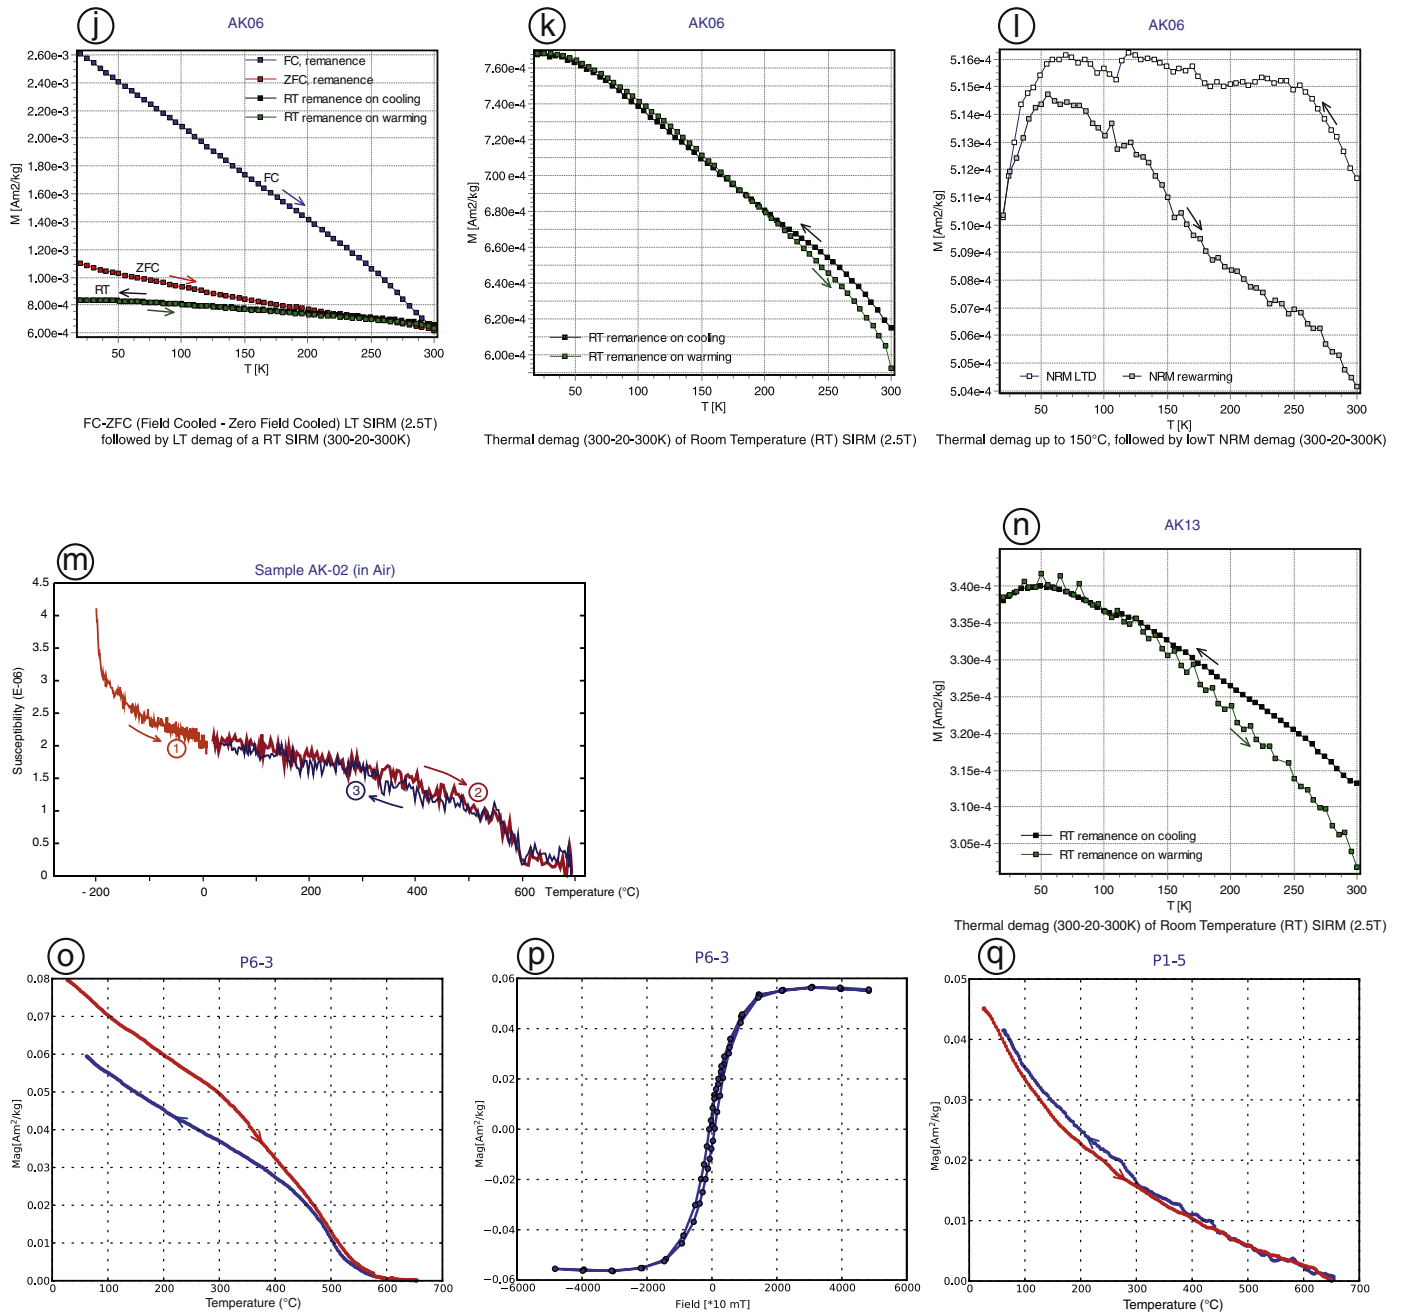 j
AK06
2.60e-3
2.40e-3
2.20e-3
2.00e-3
1.80e-3
1.60e-3
1.40e-3
1.20e-3
1.00e-3
8.00e-4
6.00e-4
M [Am2/kg]
FC, remanence
ZFC, remanence
RT remanence on cooling
RT remanence on warming
FC
ZFC
RT
50 100 150 200 250 300
T [K]
FC-ZFC (Field Cooled - Zero Field Cooled) LT SIRM (2.5T)
followed by LT demag of a RT SIRM (300-20-300K)
k
AK06
7.60e-4
7.40e-4
7.20e-4
7.00e-4
6.80e-4
6.60e-4
6.40e-4
6.20e-4
6.00e-4
M [Am2/kg]
RT remanence on cooling
RT remanence on warming
50 100 150 200 250 300
T [K]
Thermal demag (300-20-300K) of Room Temperature (RT) SIRM (2.5T)
l
AK06
5.16e-4
5.15e-4
5.14e-4
5.13e-4
5.12e-4
5.11e-4
5.10e-4
5.09e-4
5.08e-4
5.07e-4
5.06e-4
5.05e-4
5.04e-4
M [Am2/kg]
NRM LTD
NRM rewarming
50 100 150 200 250 300
T [K]
Thermal demag up to 150°C, followed by lowT NRM demag (300-20-300K)
m
Sample AK-02 (in Air)
4.5
4
3.5
3
2.5
2
1.5
1
0.5
0
Susceptibility (E-06)
1
2
3
- 200 0 200 400 600 Temperature (°C)
n
AK13
3.40e-4
3.35e-4
3.30e-4
3.25e-4
3.20e-4
3.15e-4
3.10e-4
3.05e-4
M [Am2/kg]
RT remanence on cooling
RT remanence on warming
50 100 150 200 250 300
T [K]
Thermal demag (300-20-300K) of Room Temperature (RT) SIRM (2.5T)
o
P6-3
0.08
0.07
0.06
0.05
0.04
0.03
0.02
0.01
0.00
Mag[Am²/kg]
0 100 200 300 400 500 600 700
Temperature (°C)
p
P6-3
0.06
0.04
0.02
0.00
−0.02
−0.04
−0.06
Mag[Am²/kg]
−6000 −4000 −2000 0 2000 4000 6000
Field [*10 mT]
q
P1-5
0.05
0.04
0.03
0.02
0.01
0.00
Mag[Am²/kg]
0 100 200 300 400 500 600 700
Temperature (°C)